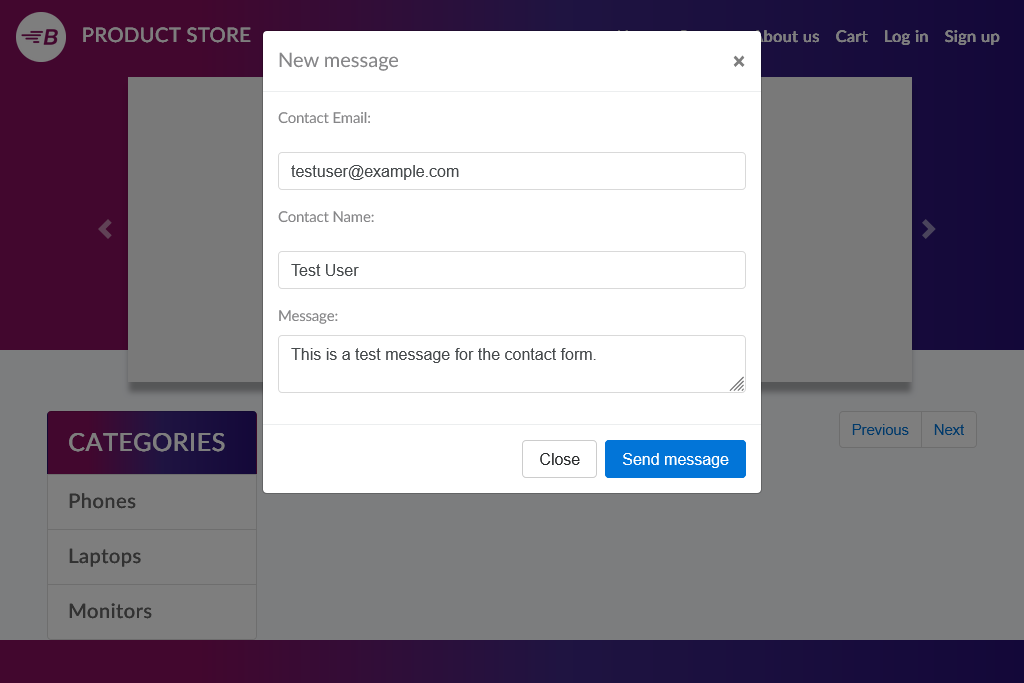 PRODUCT STORE
About us Cart Log in Sign up
New message
×
Contact Email:
testuser@example.com
Contact Name:
Test User
Message:
This is a test message for the contact form.
Close Send message
CATEGORIES
Phones
Laptops
Monitors
Previous Next